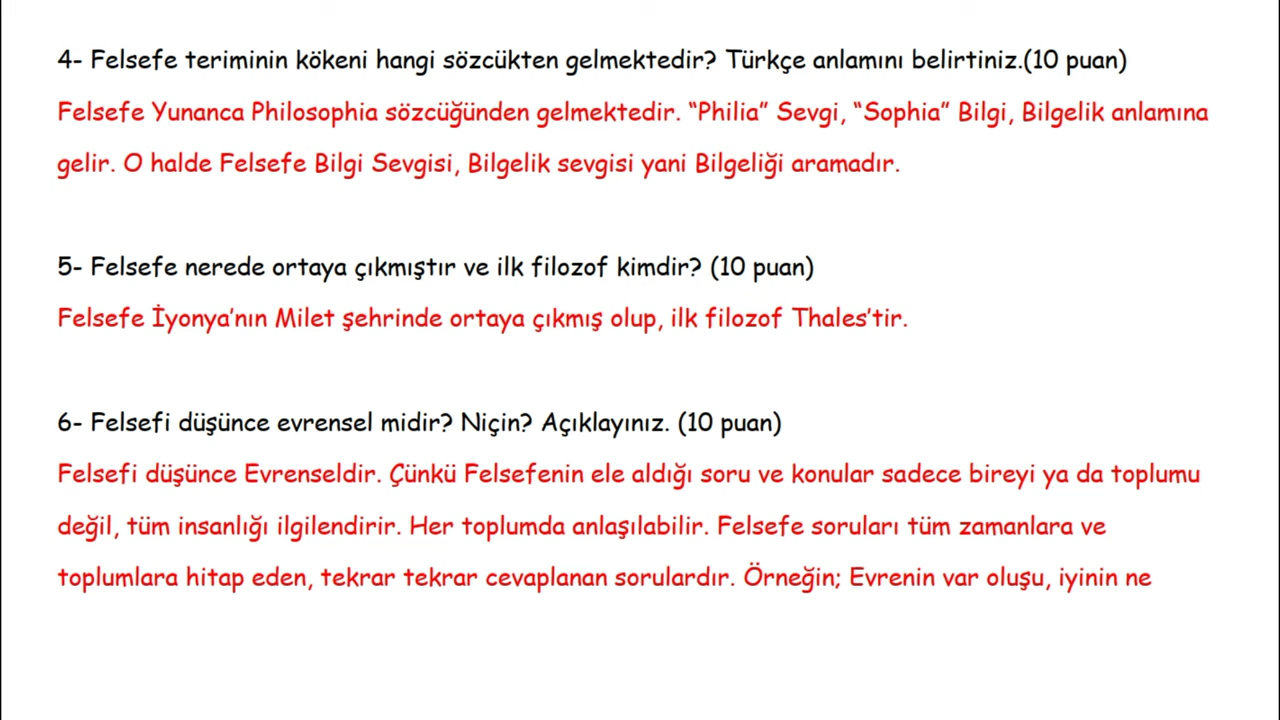 4- Felsefe teriminin kökeni hangi sözcükten gelmektedir? Türkçe anlamını belirtiniz.(10 puan)
Felsefe Yunanca Philosophia sözcüğünden gelmektedir. “Philia” Sevgi, “Sophia” Bilgi, Bilgelik anlamına
gelir. O halde Felsefe Bilgi Sevgisi, Bilgelik sevgisi yani Bilgeliği aramadır.
5- Felsefe nerede ortaya çıkmıştır ve ilk filozof kimdir? (10 puan)
Felsefe İyonya’nın Milet şehrinde ortaya çıkmış olup, ilk filozof Thales’tir.
6- Felsefi düşünce evrensel midir? Niçin? Açıklayınız. (10 puan)
Felsefi düşünce Evrenseldir. Çünkü Felsefenin ele aldığı soru ve konular sadece bireyi ya da toplumu
değil, tüm insanlığı ilgilendirir. Her toplumda anlaşılabilir. Felsefe soruları tüm zamanlara ve
toplumlara hitap eden, tekrar tekrar cevaplanan sorulardır. Örneğin; Evrenin var oluşu, iyinin ne